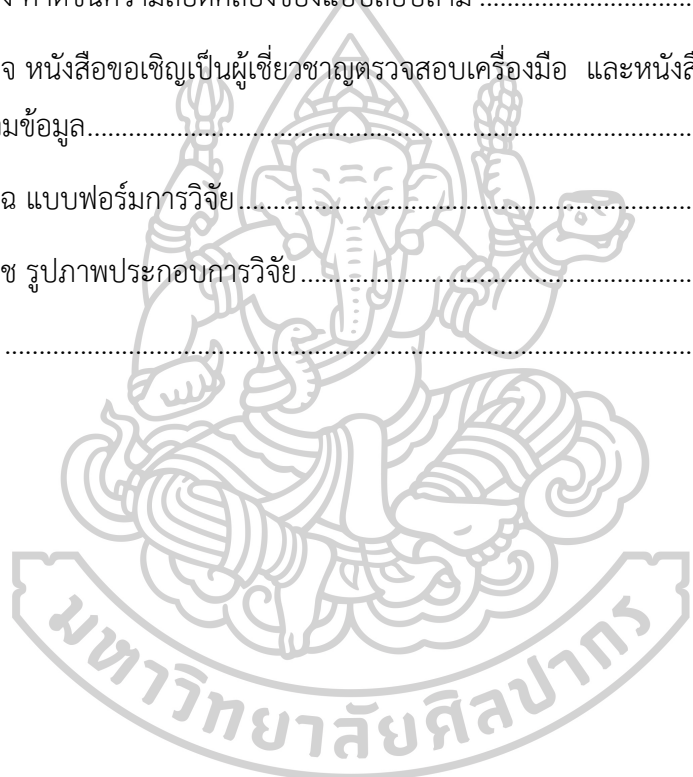 ง ค่าดัชนีความสอดคล้องของแบบสอบถาม ........................................
จ หนังสือขอเชิญเป็นผู้เชี่ยวชาญตรวจสอบเครื่องมือ และ
มข้อมูล................................................................................
ฉ แบบฟอร์มการวิจัย............................................................
ช รูปภาพประกอบการวิจัย....................................................
................................................................................
มหาวิทยาลัยศิลปากร